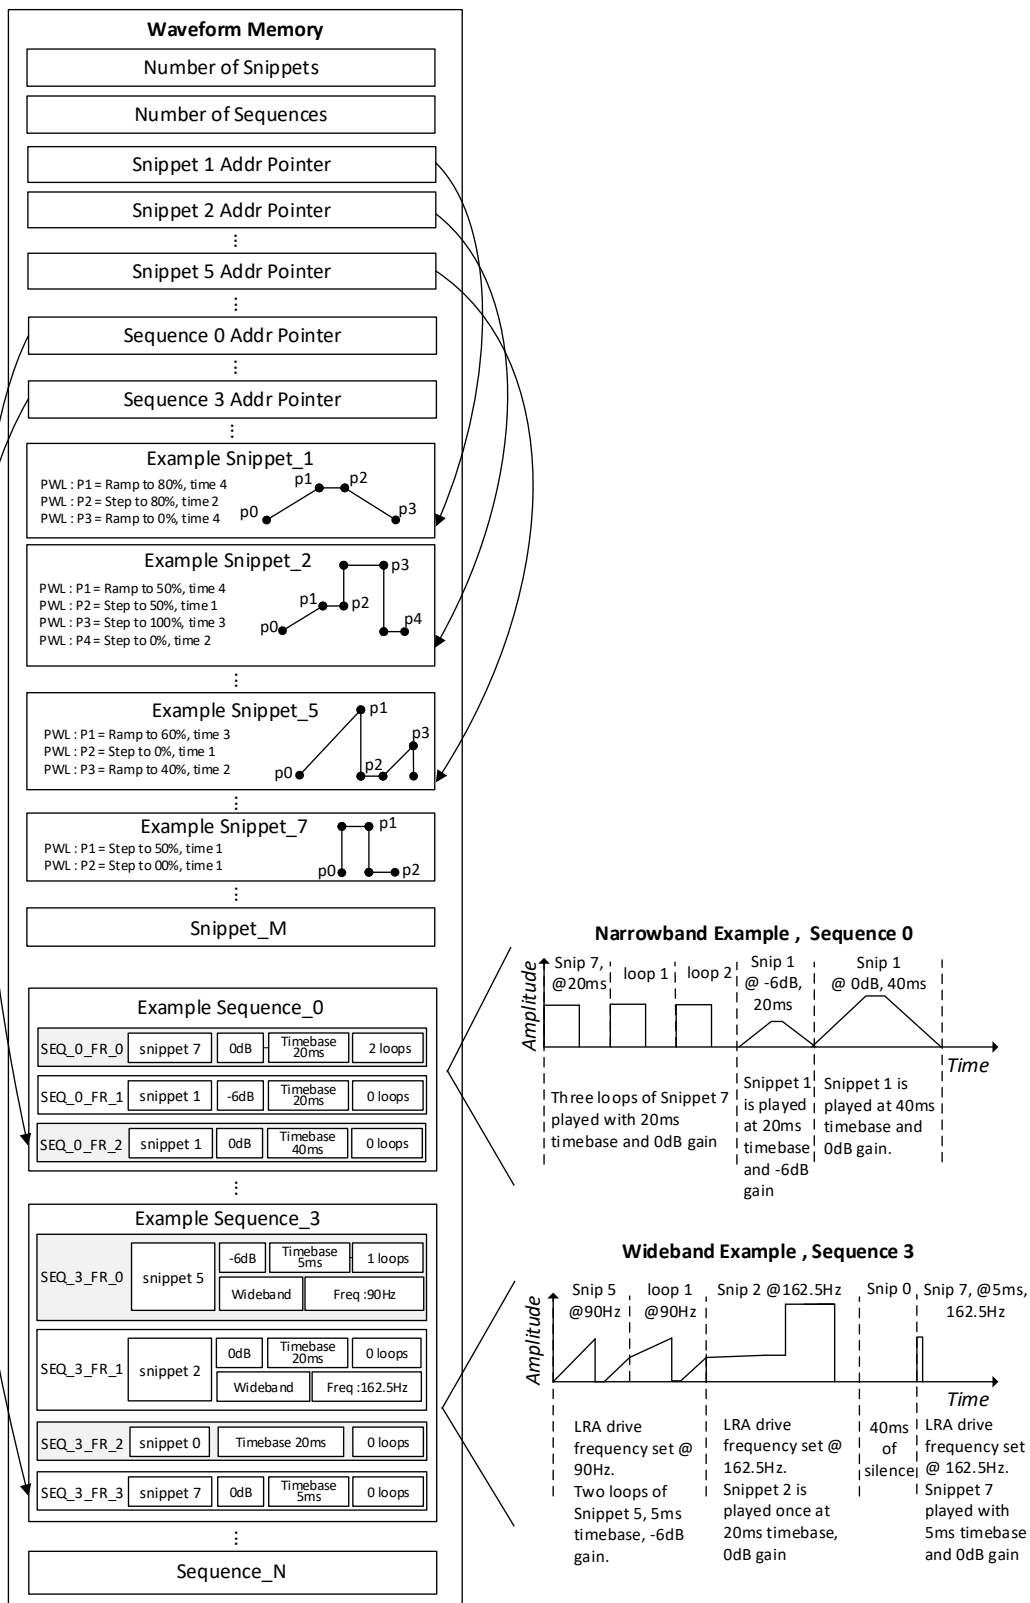 Waveform Memory
Number of Snippets
Number of Sequences
Snippet 1 Addr Pointer
Snippet 2 Addr Pointer
⋮
Snippet 5 Addr Pointer
⋮
Sequence 0 Addr Pointer
⋮
Sequence 3 Addr Pointer
⋮
Example Snippet_1
PWL : P1 = Ramp to 80%, time 4
PWL : P2 = Step to 80%, time 2
PWL : P3 = Ramp to 0%, time 4
p0
p1
p2
p3
Example Snippet_2
PWL : P1 = Ramp to 50%, time 4
PWL : P2 = Step to 50%, time 1
PWL : P3 = Step to 100%, time 3
PWL : P4 = Step to 0%, time 2
p0
p1
p2
p3
p4
⋮
Example Snippet_5
PWL : P1 = Ramp to 60%, time 3
PWL : P2 = Step to 0%, time 1
PWL : P3 = Ramp to 40%, time 2
p0
p1
p2
p3
⋮
Example Snippet_7
PWL : P1 = Step to 50%, time 1
PWL : P2 = Step to 00%, time 1
p0
p1
p2
⋮
Snippet_M
Example Sequence_0
SEQ_0_FR_0 snippet 7 0dB Timebase 20ms 2 loops
SEQ_0_FR_1 snippet 1 -6dB Timebase 20ms 0 loops
SEQ_0_FR_2 snippet 1 0dB Timebase 40ms 0 loops
⋮
Example Sequence_3
SEQ_3_FR_0 snippet 5 -6dB Timebase 5ms 1 loops
Wideband Freq :90Hz
SEQ_3_FR_1 snippet 2 0dB Timebase 20ms 0 loops
Wideband Freq :162.5Hz
SEQ_3_FR_2 snippet 0 Timebase 20ms 0 loops
SEQ_3_FR_3 snippet 7 0dB Timebase 5ms 0 loops
⋮
Sequence_N
Narrowband Example , Sequence 0
Amplitude
Snip 7,
@20ms
loop 1
loop 2
Snip 1
@ -6dB,
20ms
Snip 1
@ 0dB, 40ms
Time
Three loops of Snippet 7
played with 20ms
timebase and 0dB gain
Snippet 1
is played
at 20ms
timebase
and -6dB
gain
Snippet 1 is
played at 40ms
timebase and
0dB gain.
Wideband Example , Sequence 3
Amplitude
Snip 5
@90Hz
loop 1
@90Hz
Snip 2 @162.5Hz
Snip 0
Snip 7, @5ms,
162.5Hz
Time
LRA drive
frequency set @
90Hz.
Two loops of
Snippet 5, 5ms
timebase, -6dB
gain.
LRA drive
frequency set @
162.5Hz.
Snippet 2 is
played once at
20ms timebase,
0dB gain
40ms
of
silence
LRA drive
frequency set
@ 162.5Hz.
Snippet 7
played with
5ms timebase
and 0dB gain